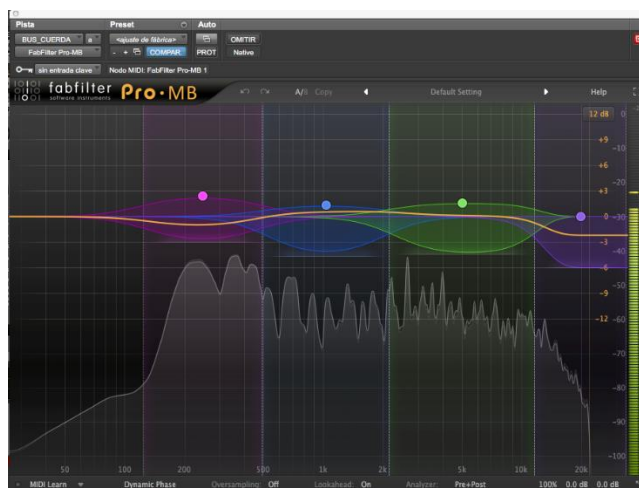 Pista Preset Auto
BUS_CUERDA a <ajuste de fábrica> OMITIR
FabFilter Pro-MB - + COMPAR. PROT Native
sin entrada clave Nodo MIDI: FabFilter Pro-MB 1
fabfilter Pro·MB A/B Copy Default Setting Help
software instruments
12 dB 0
+9 -10
+6
+3 -20
0 -30
-3 -40
-6 -50
-9
-12 -60
-70
-80
-90
50 100 200 500 1k 2k 5k 10k 20k -100
MIDI Learn Dynamic Phase Oversampling: Off Lookahead: On Analyzer: Pre+Post 100% 0.0 dB 0.0 dB